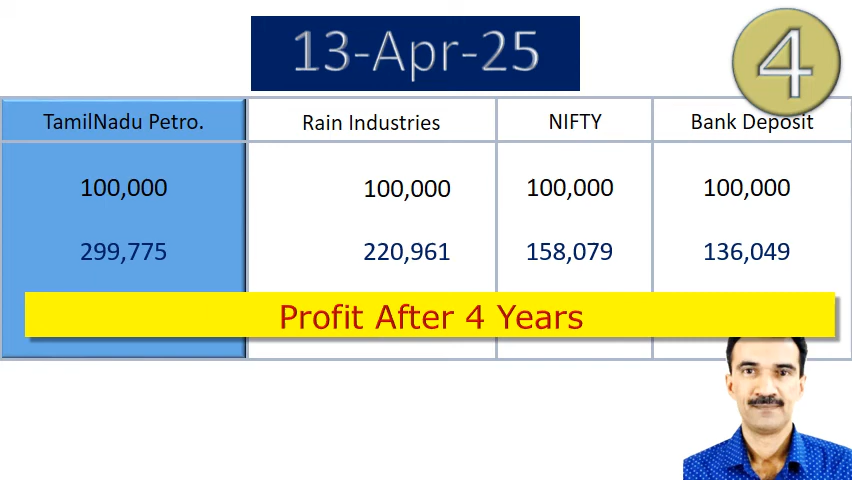 13-Apr-25
4
TamilNadu Petro. Rain Industries NIFTY Bank Deposit
100,000 100,000 100,000 100,000
299,775 220,961 158,079 136,049
Profit After 4 Years